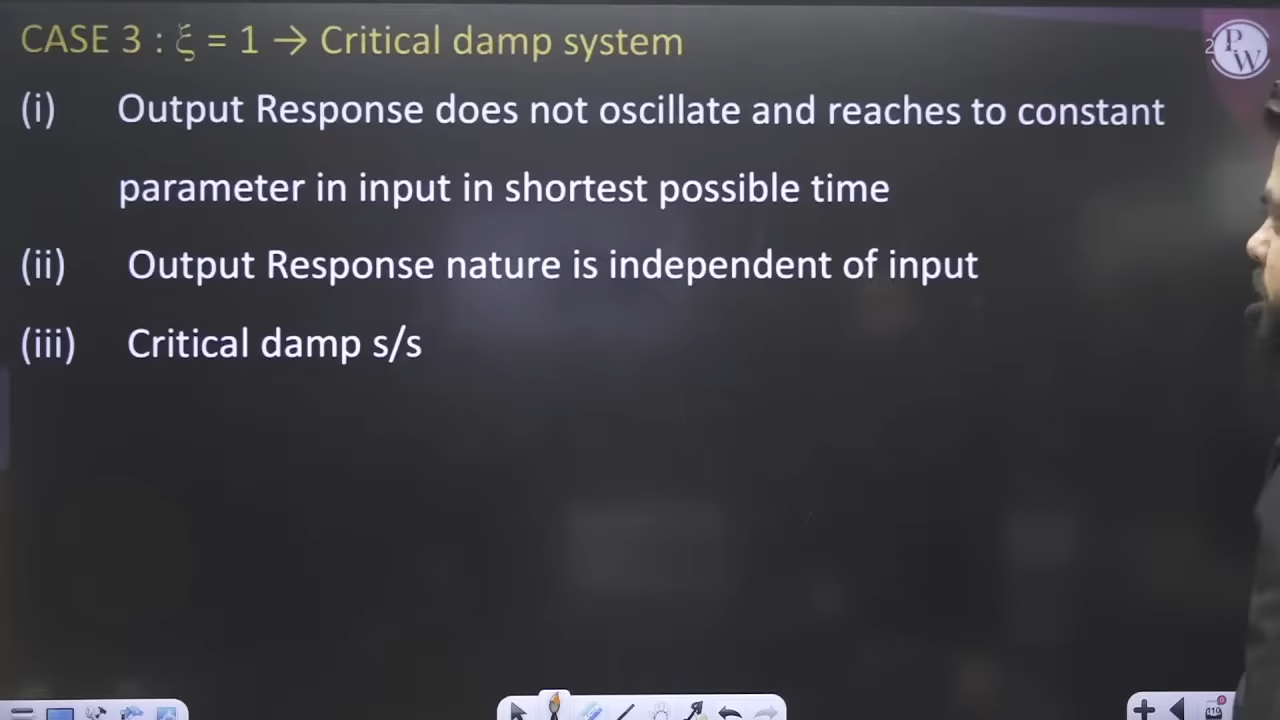 CASE 3 : ξ = 1 → Critical damp system
(i) Output Response does not oscillate and reaches to constant
parameter in input in shortest possible time
(ii) Output Response nature is independent of input
(iii) Critical damp s/s
PW